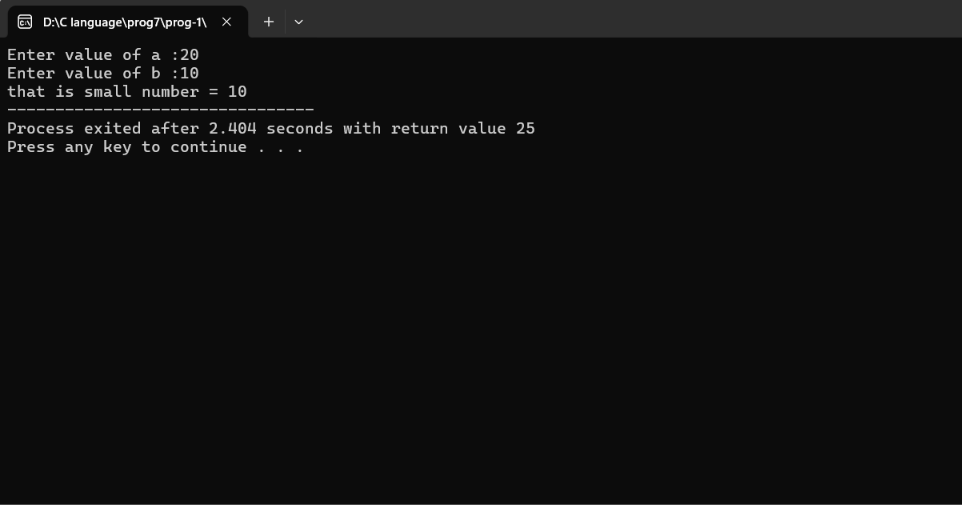 D:\C language\prog7\prog-1\
Enter value of a :20
Enter value of b :10
that is small number = 10
--------------------------------
Process exited after 2.404 seconds with return value 25
Press any key to continue . . .